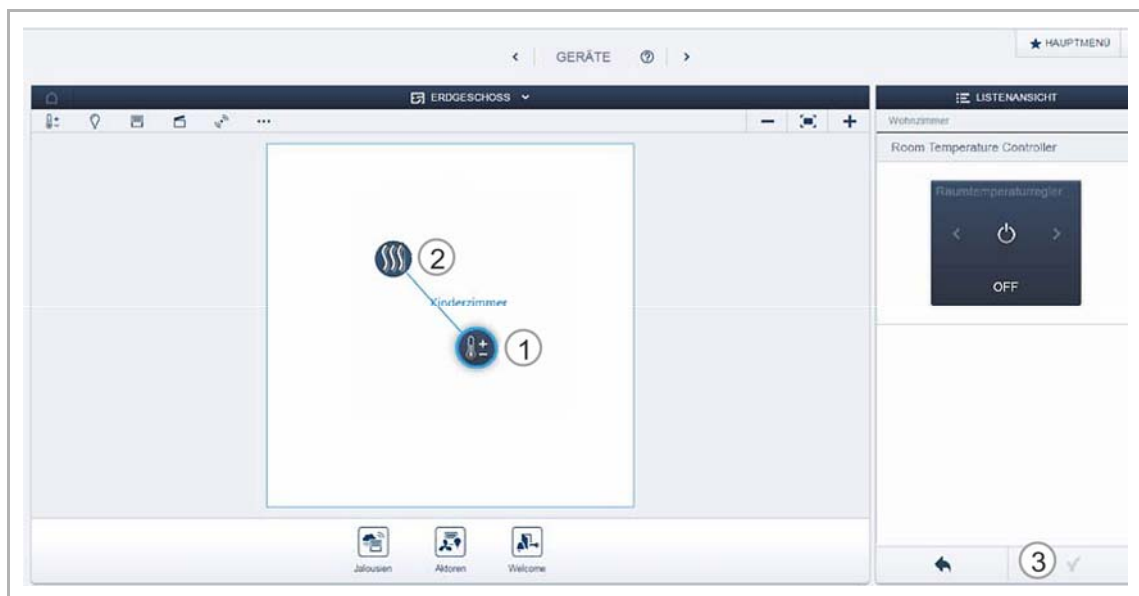 GERÄTE
HAUPTMENÜ
ERDGESCHOSS
LISTENANSICHT
Wohnzimmer
Room Temperature Controller
Raumtemperaturregler
OFF
2
Kinderzimmer
1
Jalousien Aktoren Welcome
3